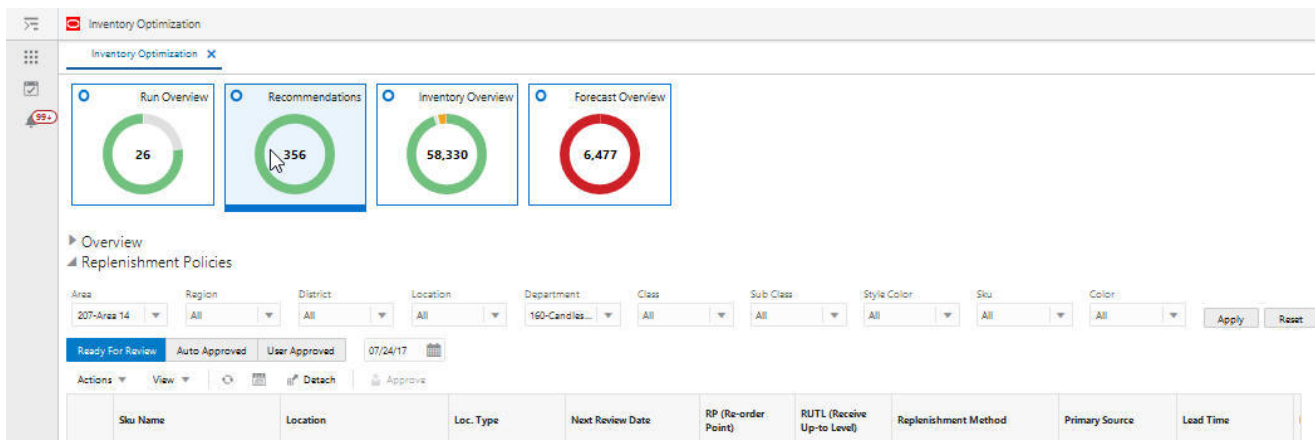 Inventory Optimization
Inventory Optimization
99+
Run Overview Recommendations Inventory Overview Forecast Overview
26 356 58,330 6,477
Overview
Replenishment Policies
Area Region District Location Department Class Sub Class Style Color Sku Color
207-Area 14 All All All 160-Candles... All All All All All Apply Reset
Ready For Review Auto Approved User Approved 07/24/17
Actions View Detach Approve
Sku Name Location Loc. Type Next Review Date RP (Re-order Point) RUTL (Receive Up-to Level) Replenishment Method Primary Source Lead Time